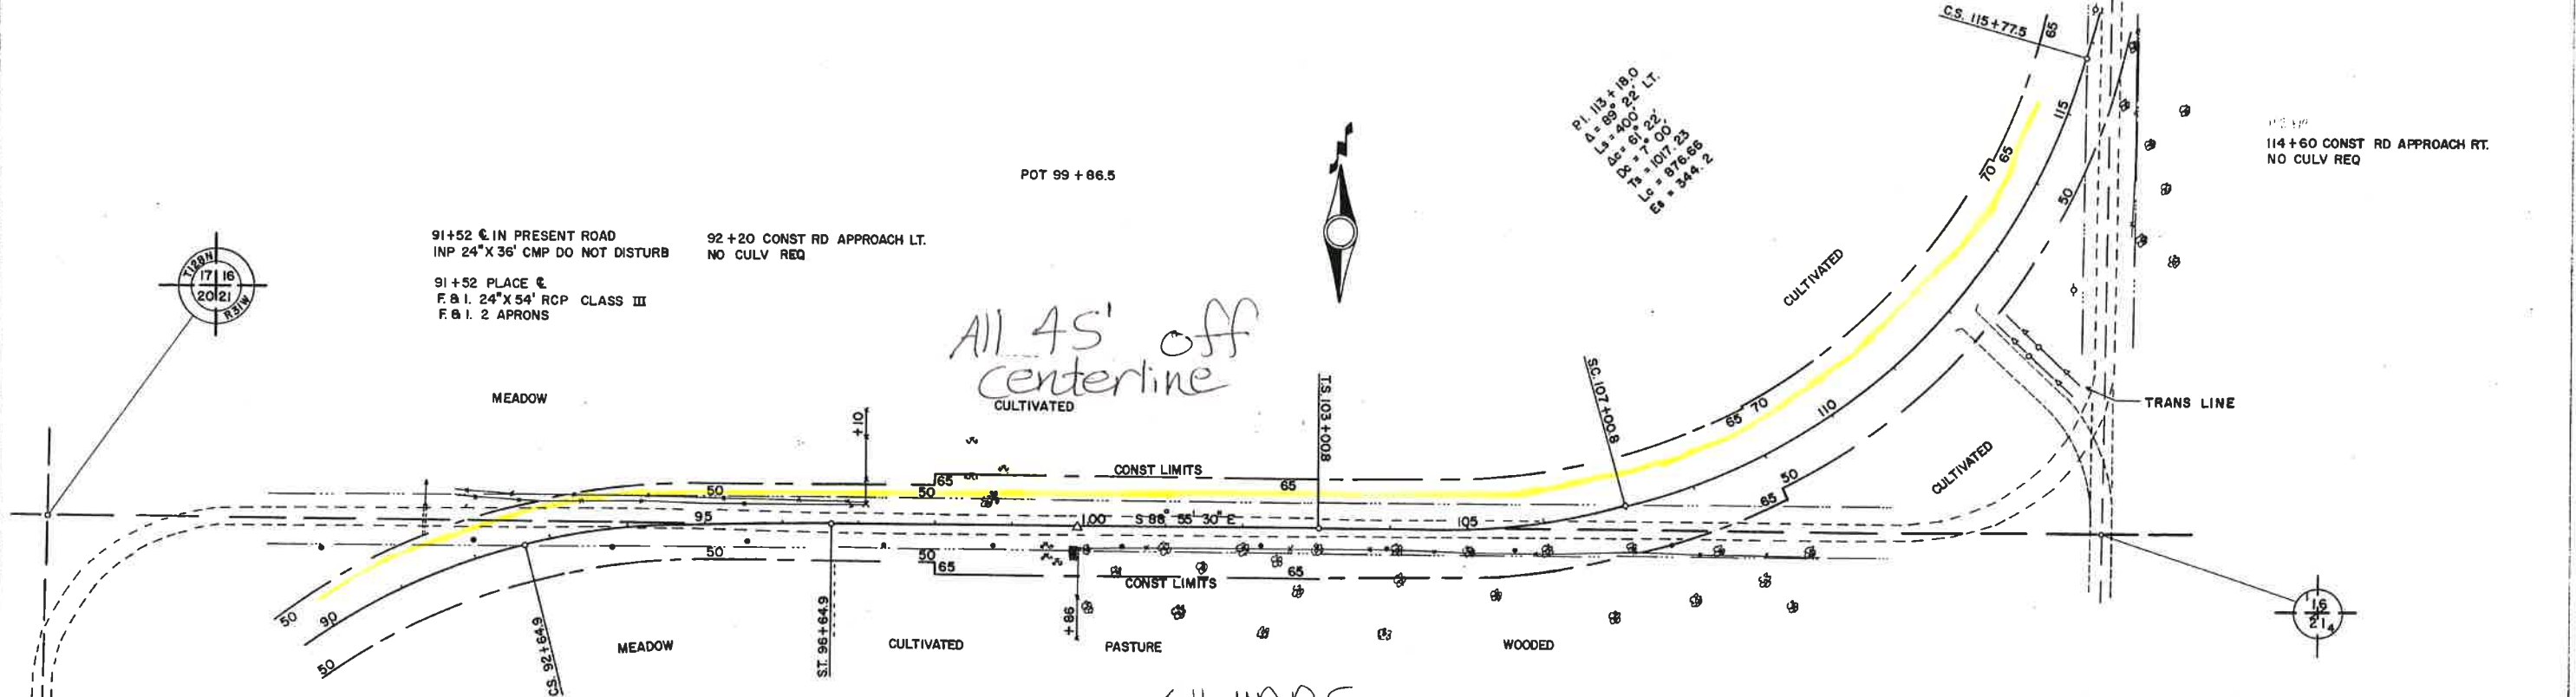 C.S. 115+77.5
65
P.I. 113 + 18.0
Δ = 89° 22' LT.
Ls = 400'
Δc = 61° 22'
Dc = 7° 00'
Ts = 1017.23
Lc = 876.66
Es = 344.2
115
70 65
50
114+60 CONST RD APPROACH RT.
NO CULV REQ
POT 99 + 86.5
91+52 ℄ IN PRESENT ROAD
INP 24"X 36' CMP DO NOT DISTURB
92+20 CONST RD APPROACH LT.
NO CULV REQ
91+52 PLACE ℄
F. & I. 24"X 54' RCP CLASS III
F. & I. 2 APRONS
T128N
17 16
20 21
R31W
All 45' off
centerline
CULTIVATED
MEADOW
CULTIVATED
+10
T.S. 103+00.8
S.C. 107+00.8
65 70
110
TRANS LINE
CULTIVATED
CONST LIMITS
50
50
65
65
95
100
S 88° 55' 30" E
105
65
50
50
50
65
65
CONST LIMITS
50
90
50
C.S. 92+64.9
S.T. 96+64.9
+86
MEADOW
CULTIVATED
PASTURE
WOODED
16
21
4